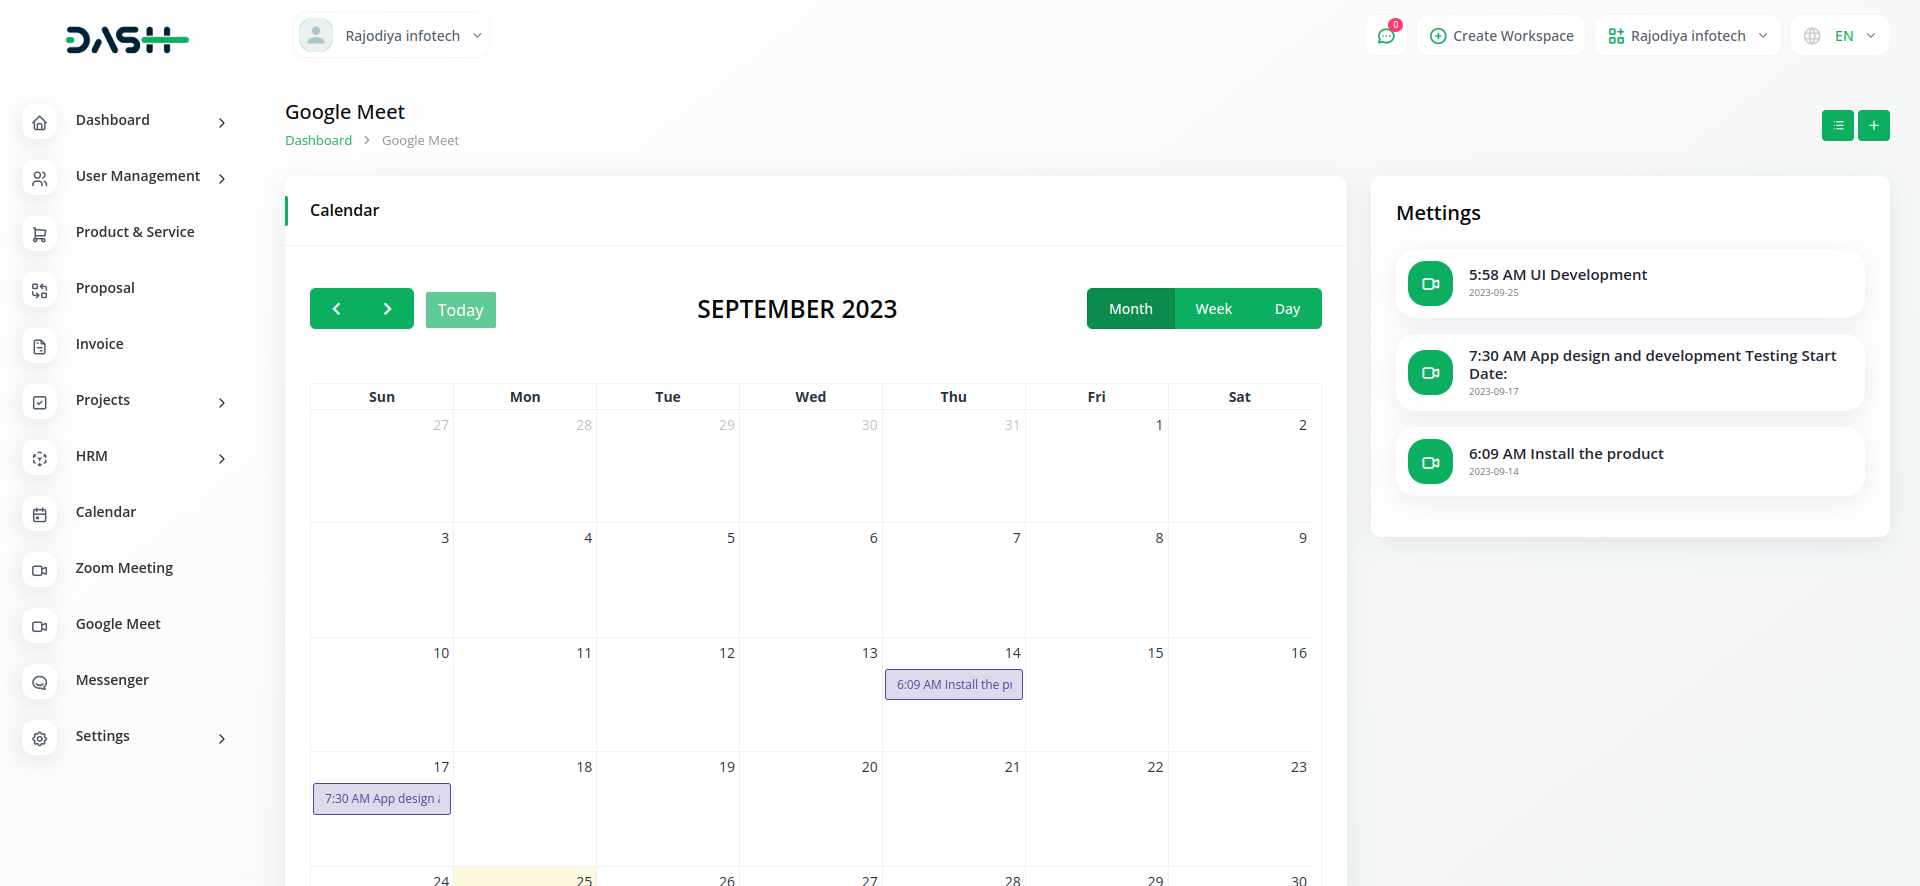 DASH
Rajodiya infotech
0
Create Workspace
Rajodiya infotech
EN
Dashboard
User Management
Product & Service
Proposal
Invoice
Projects
HRM
Calendar
Zoom Meeting
Google Meet
Messenger
Settings
Google Meet
Dashboard > Google Meet
Calendar
Today
SEPTEMBER 2023
Month Week Day
Sun Mon Tue Wed Thu Fri Sat
27 28 29 30 31 1 2
3 4 5 6 7 8 9
10 11 12 13 14 15 16
6:09 AM Install the pr
17 18 19 20 21 22 23
7:30 AM App design
24 25 26 27 28 29 30
Mettings
5:58 AM UI Development
2023-09-25
7:30 AM App design and development Testing Start
Date:
2023-09-17
6:09 AM Install the product
2023-09-14